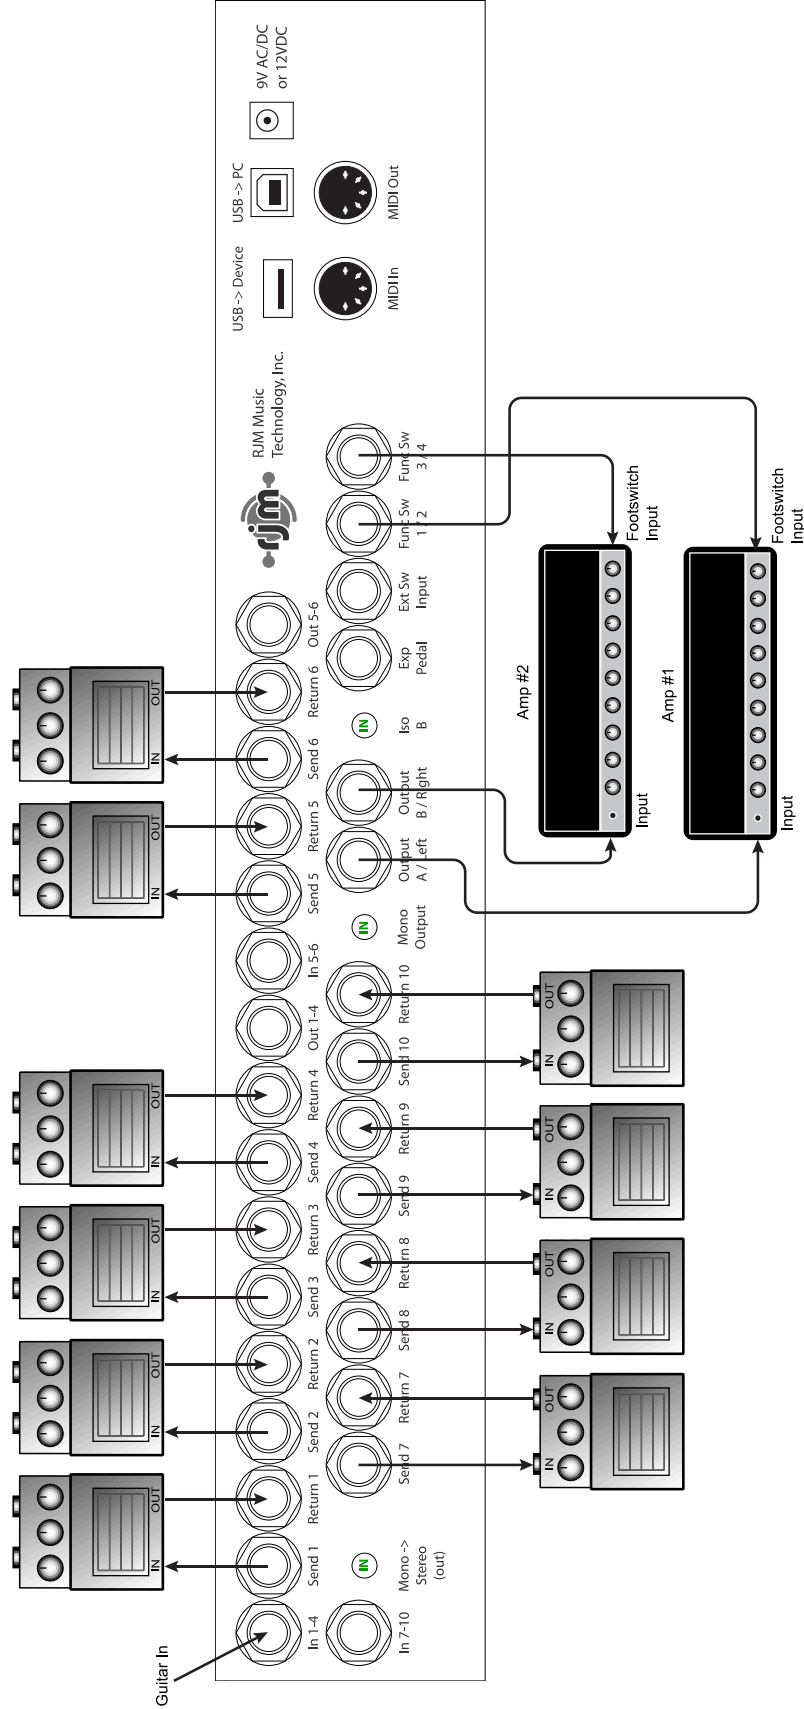 Guitar In
IN
OUT
IN
OUT
IN
OUT
IN
OUT
IN
OUT
IN
OUT
In 1-4
Send 1
Return 1
Send 2
Return 2
Send 3
Return 3
Send 4
Return 4
Out 1-4
In 5-6
Send 5
Return 5
Send 6
Return 6
Out 5-6
rjm
RJM Music
Technology, Inc.
USB -> Device
USB -> PC
9V AC/DC
or 12VDC
In 7-10
IN
Mono ->
Stereo
(out)
Send 7
Return 7
Send 8
Return 8
Send 9
Return 9
Send 10
Return 10
IN
Mono
Output
Output
A / Left
Output
B / Right
IN
Iso
B
Exp
Pedal
Ext Sw
Input
Func Sw
1 / 2
Func Sw
3 / 4
MIDI In
MIDI Out
IN
OUT
IN
OUT
IN
OUT
IN
OUT
Amp #2
Input
Footswitch
Input
Amp #1
Input
Footswitch
Input